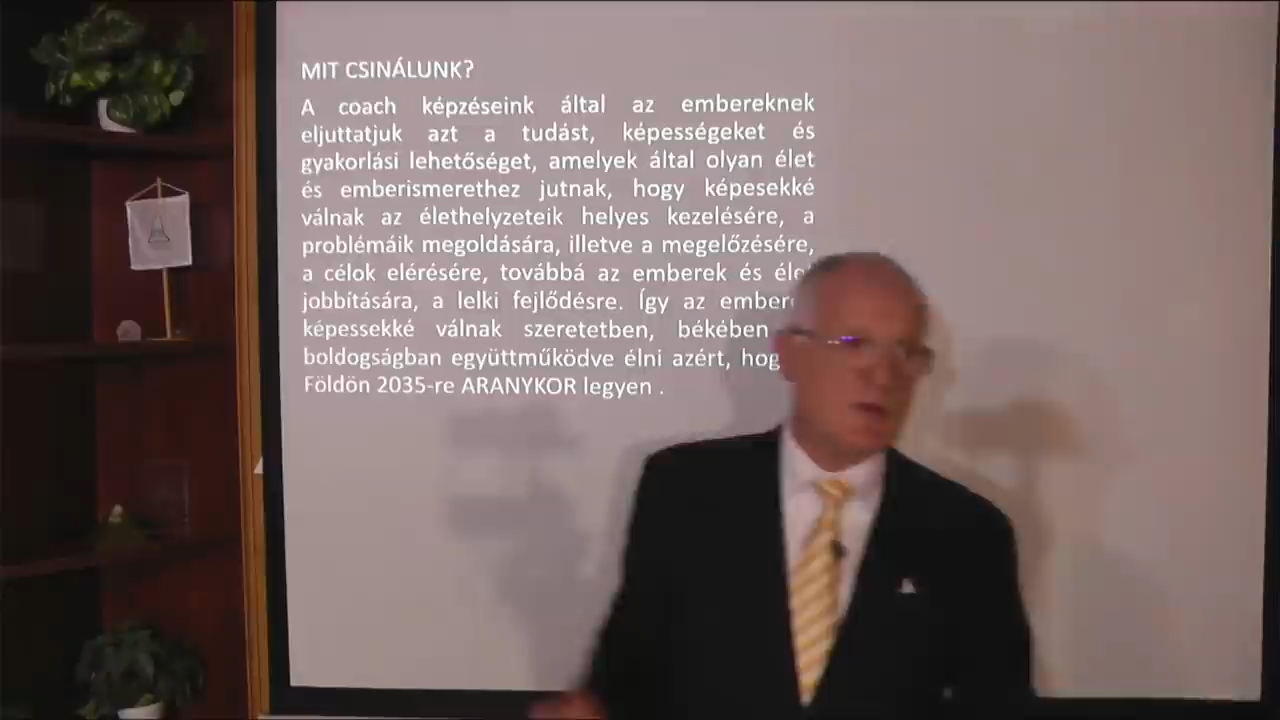 MIT CSINÁLUNK?
A coach képzéseink által az embereknek
eljuttatjuk azt a tudást, képességeket és
gyakorlási lehetőséget, amelyek által olyan élet
és emberismerethez jutnak, hogy képesekké
válnak az élethelyzeteik helyes kezelésére, a
problémáik megoldására, illetve a megelőzésére,
a célok elérésére, továbbá az emberek és
jobbítására, a lelki fejlődésre. Így az
képessekké válnak szeretetben, békében
boldogságban együttműködve élni azért,
Földön 2035-re ARANYKOR legyen .